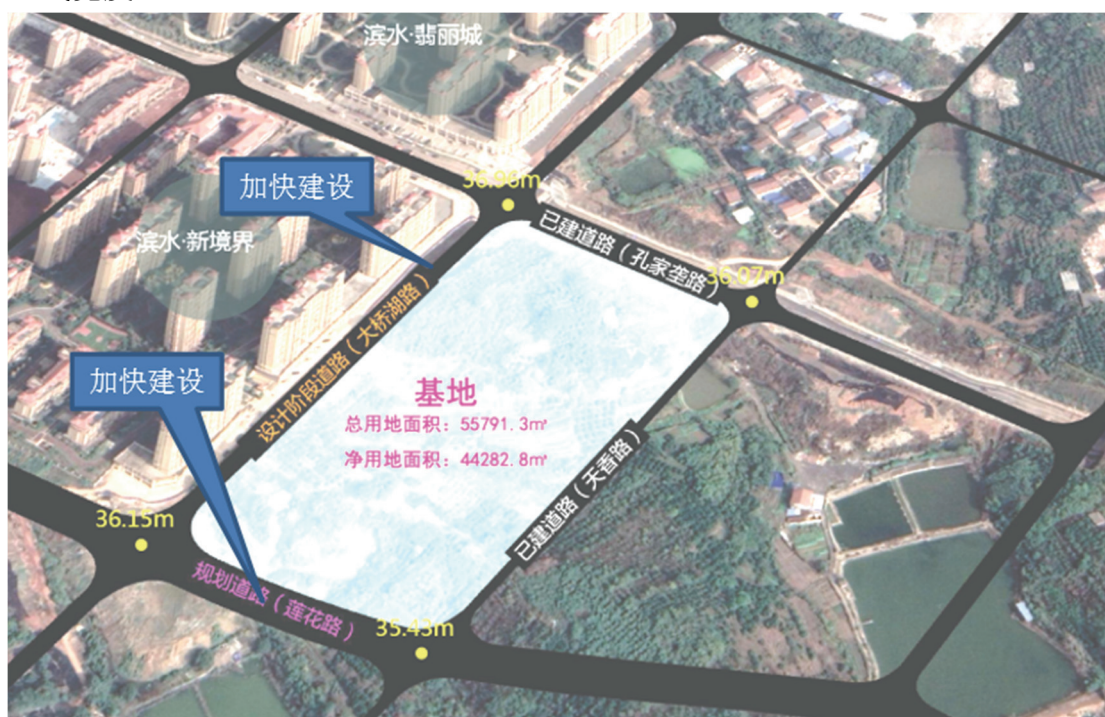 滨水·翡丽城
加快建设
36.96m
已建道路（孔家垄路）
滨水·新境界
36.07m
设计阶段道路（大桥湖路）
加快建设
基地
总用地面积：55791.3㎡
净用地面积：44282.8㎡
已建道路（天香路）
36.15m
规划道路（莲花路）
35.43m